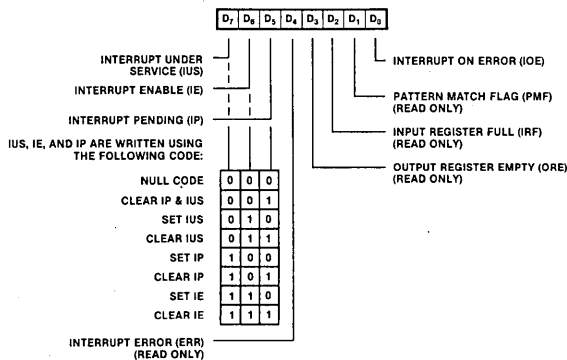 D7 D6 D5 D4 D3 D2 D1 D0
INTERRUPT UNDER
SERVICE (IUS)
INTERRUPT ENABLE (IE)
INTERRUPT PENDING (IP)
IUS, IE, AND IP ARE WRITTEN USING
THE FOLLOWING CODE:
NULL CODE 0 0 0
CLEAR IP & IUS 0 0 1
SET IUS 0 1 0
CLEAR IUS 0 1 1
SET IP 1 0 0
CLEAR IP 1 0 1
SET IE 1 1 0
CLEAR IE 1 1 1
INTERRUPT ERROR (ERR)
(READ ONLY)
INTERRUPT ON ERROR (IOE)
PATTERN MATCH FLAG (PMF)
(READ ONLY)
INPUT REGISTER FULL (IRF)
(READ ONLY)
OUTPUT REGISTER EMPTY (ORE)
(READ ONLY)